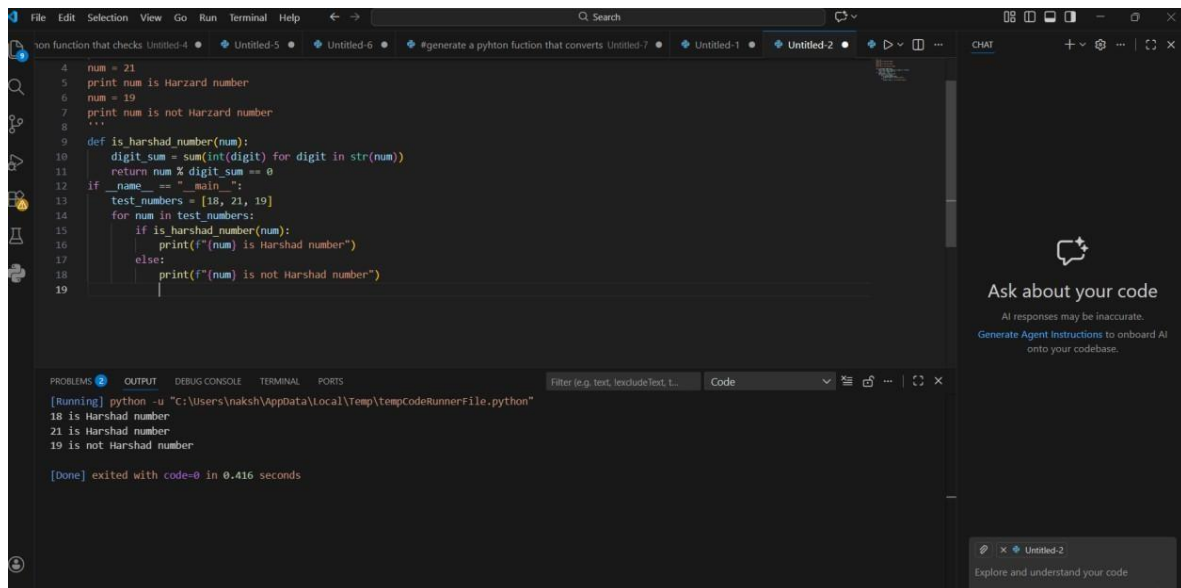 File Edit Selection View Go Run Terminal Help ← → Search
on function that checks Untitled-4 ● Untitled-5 ● Untitled-6 ● #generate a pyhton fuction that converts Untitled-7 ● Untitled-1 ● Untitled-2 ●
CHAT
4 num = 21
5 print num is Harzard number
6 num = 19
7 print num is not Harzard number
8 '''
9 def is_harshad_number(num):
10 digit_sum = sum(int(digit) for digit in str(num))
11 return num % digit_sum == 0
12 if __name__ == "__main__":
13 test_numbers = [18, 21, 19]
14 for num in test_numbers:
15 if is_harshad_number(num):
16 print(f"{num} is Harshad number")
17 else:
18 print(f"{num} is not Harshad number")
19
PROBLEMS 2 OUTPUT DEBUG CONSOLE TERMINAL PORTS Filter (e.g. text, !excludeText, t... Code
[Running] python -u "C:\Users\naksh\AppData\Local\Temp\tempCodeRunnerFile.python"
18 is Harshad number
21 is Harshad number
19 is not Harshad number
[Done] exited with code=0 in 0.416 seconds
Ask about your code
AI responses may be inaccurate.
Generate Agent Instructions to onboard AI
onto your codebase.
Untitled-2
Explore and understand your code